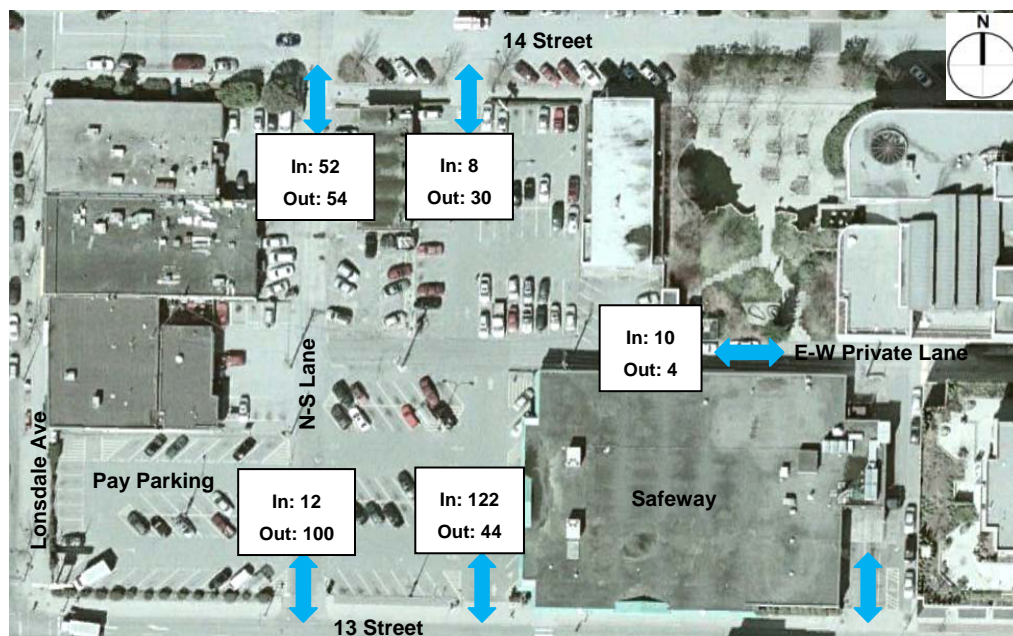 14 Street
N
In: 52
Out: 54
In: 8
Out: 30
In: 10
Out: 4
E-W Private Lane
N-S Lane
Lonsdale Ave
Pay Parking
In: 12
Out: 100
In: 122
Out: 44
Safeway
13 Street